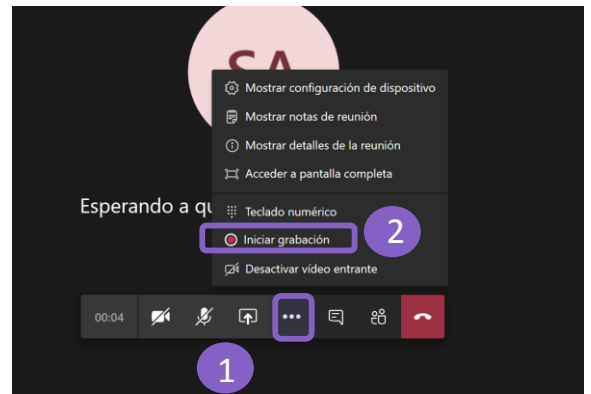 SA
Mostrar configuración de dispositivo
Mostrar notas de reunión
Mostrar detalles de la reunión
Acceder a pantalla completa
Esperando a qu
Teclado numérico
2
Iniciar grabación
Desactivar vídeo entrante
00:04
1